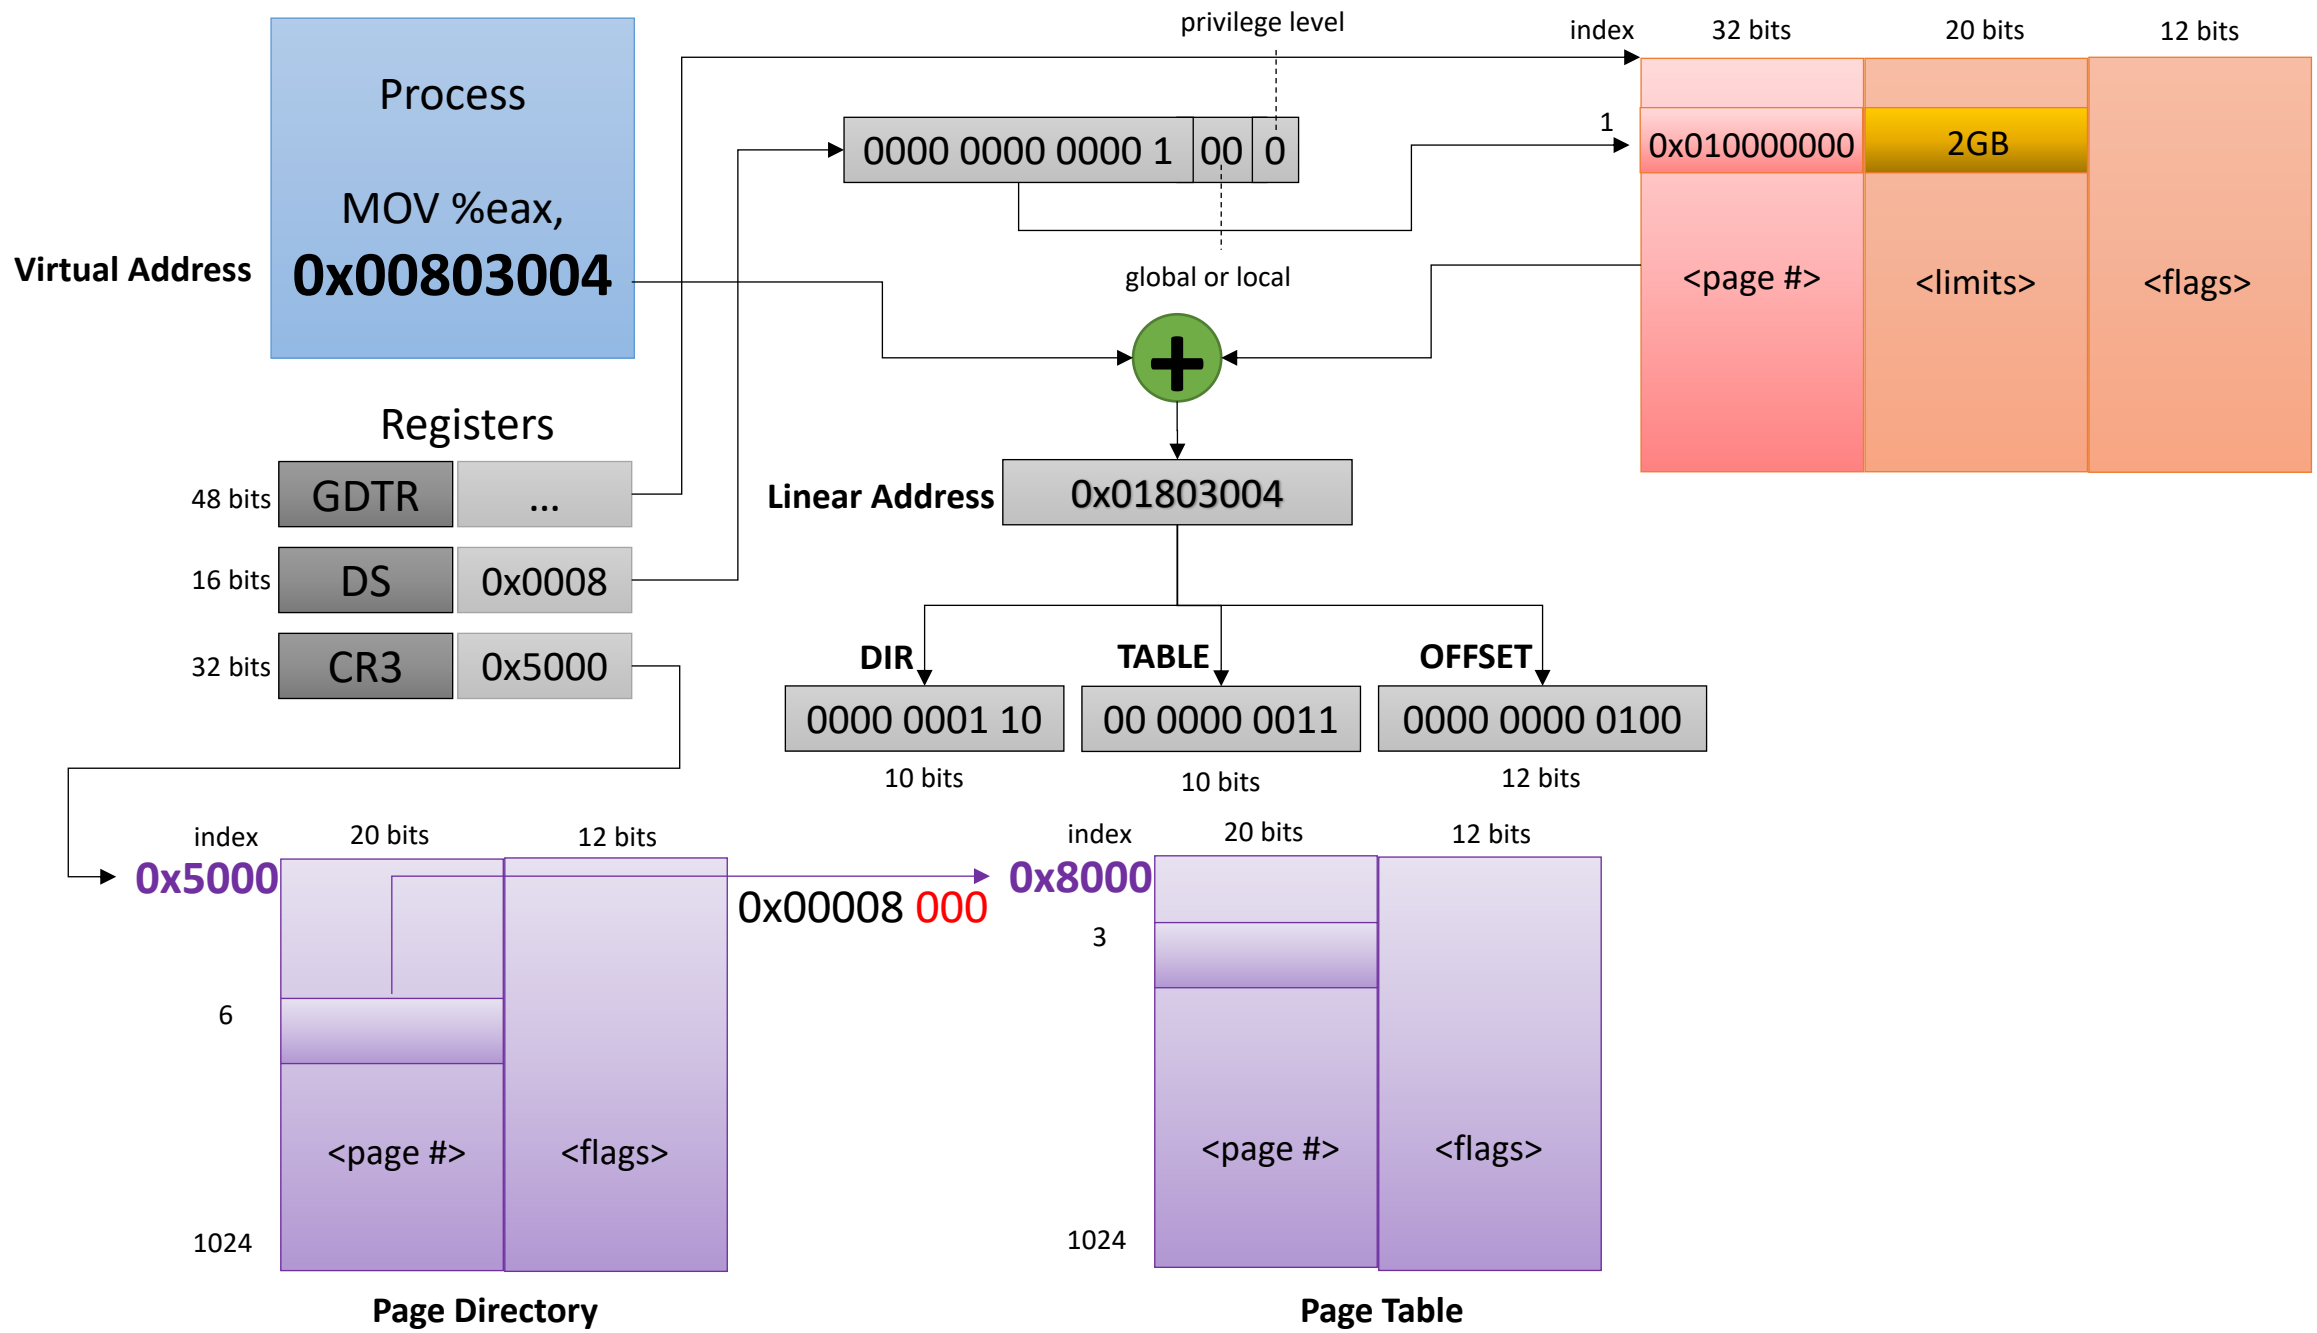 privilege level
index
32 bits
20 bits
12 bits
Process
MOV %eax,
0x00803004
Virtual Address
0000 0000 0000 1
00
0
1
0x010000000
2GB
global or local
<page #>
<limits>
<flags>
+
Registers
48 bits
GDTR
...
16 bits
DS
0x0008
32 bits
CR3
0x5000
Linear Address
0x01803004
DIR
TABLE
OFFSET
0000 0001 10
00 0000 0011
0000 0000 0100
10 bits
10 bits
12 bits
index
20 bits
12 bits
0x5000
6
<page #>
<flags>
1024
Page Directory
0x00008 000
index
20 bits
12 bits
0x8000
3
<page #>
<flags>
1024
Page Table